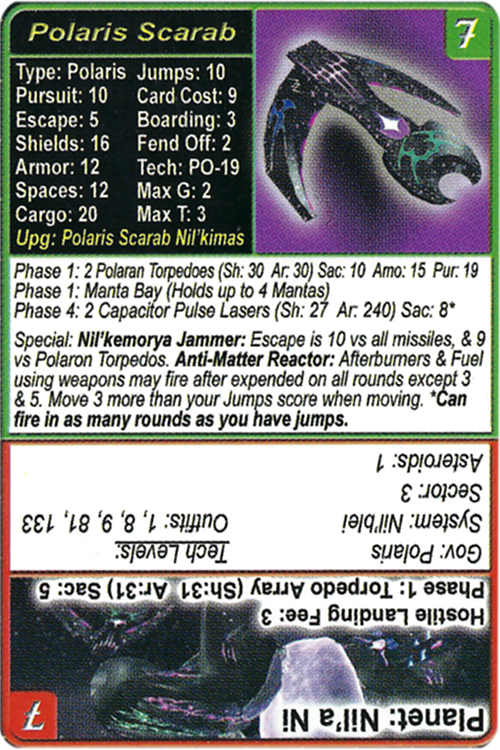 Polaris Scarab
7
Type: Polaris Jumps: 10
Pursuit: 10 Card Cost: 9
Escape: 5 Boarding: 3
Shields: 16 Fend Off: 2
Armor: 12 Tech: PO-19
Spaces: 12 Max G: 2
Cargo: 20 Max T: 3
Upg: Polaris Scarab Nil'kimas
Phase 1: 2 Polaran Torpedoes (Sh: 30 Ar: 30) Sac: 10 Amo: 15 Pur: 19
Phase 1: Manta Bay (Holds up to 4 Mantas)
Phase 4: 2 Capacitor Pulse Lasers (Sh: 27 Ar: 240) Sac: 8*
Special: Nil'kemorya Jammer: Escape is 10 vs all missiles, & 9
vs Polaron Torpedos. Anti-Matter Reactor: Afterburners & Fuel
using weapons may fire after expended on all rounds except 3
& 5. Move 3 more than your Jumps score when moving. *Can
fire in as many rounds as you have jumps.
Planet: Nil'a Ni
7
Hostile Landing Fee: 3
Phase 1: Torpedo Array (Sh:31 Ar:31) Sac: 5
Gov: Polaris Tech Levels:
System: Nil'blei Outfits: 1, 8, 9, 81, 133
Sector: 3
Asteroids: 1